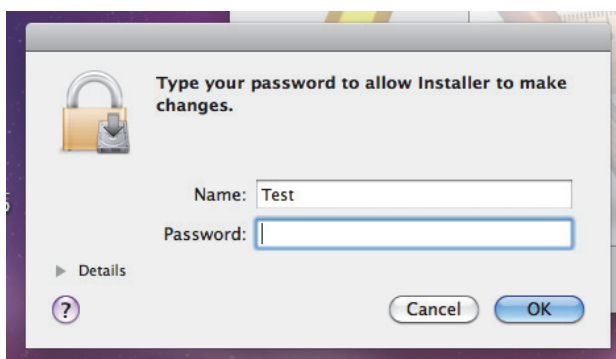 Type your password to allow Installer to make
changes.
Name: Test
Password:
Details
?
Cancel OK